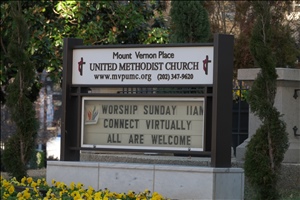 Mount Vernon Place
UNITED METHODIST CHURCH
www.mvpumc.org (202) 347-9620
WORSHIP SUNDAY 11AM
CONNECT VIRTUALLY
ALL ARE WELCOME